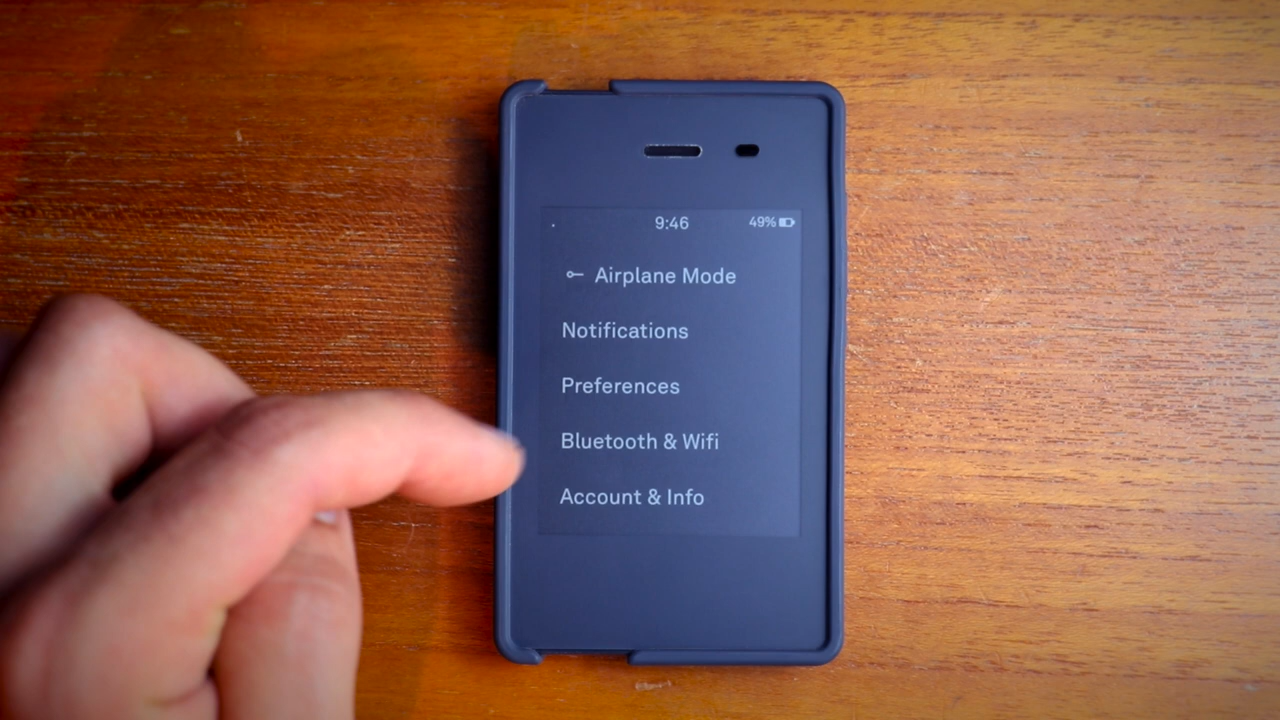 9:46 49%
Airplane Mode
Notifications
Preferences
Bluetooth & Wifi
Account & Info